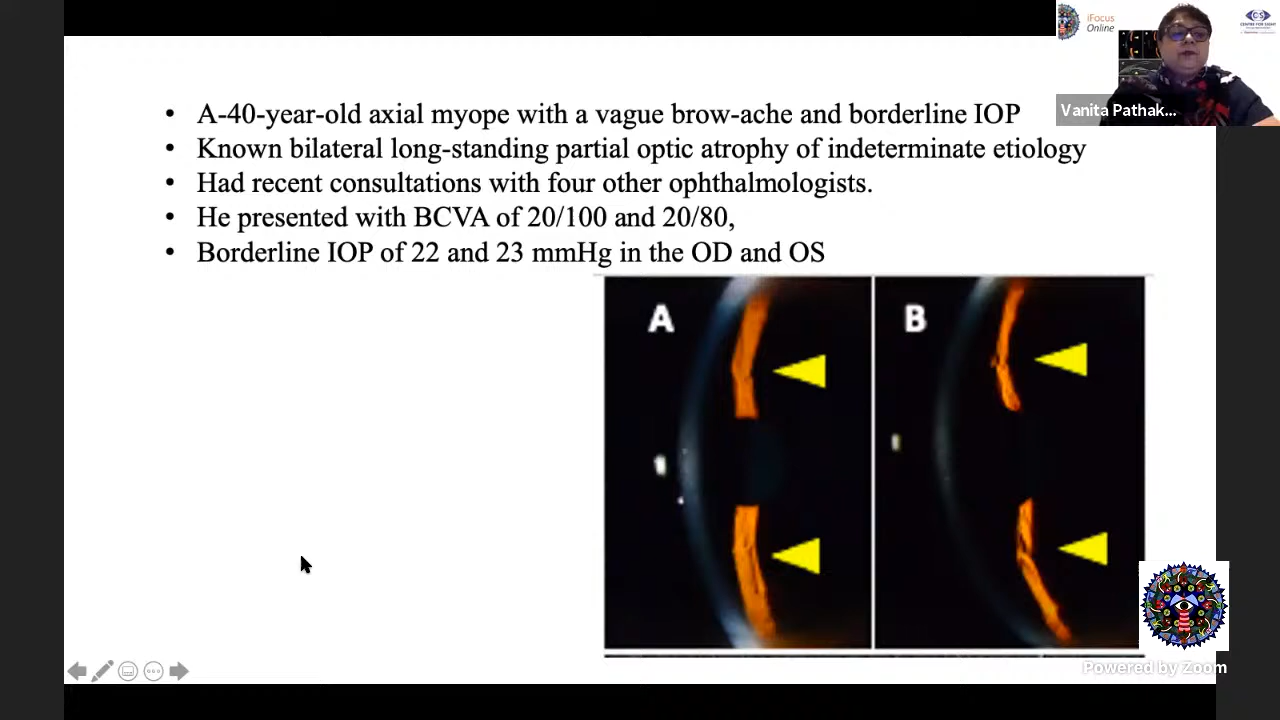 iFocus
Online
CENTRE FOR SIGHT
Vanita Pathak...
A-40-year-old axial myope with a vague brow-ache and borderline IOP
Known bilateral long-standing partial optic atrophy of indeterminate etiology
Had recent consultations with four other ophthalmologists.
He presented with BCVA of 20/100 and 20/80,
Borderline IOP of 22 and 23 mmHg in the OD and OS
A
B
Powered by Zoom